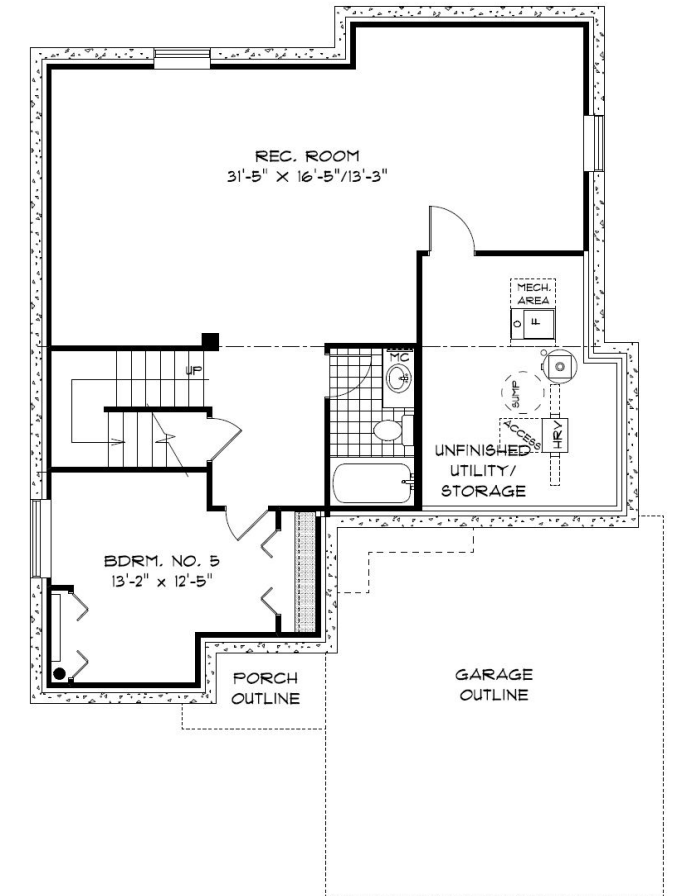 REC. ROOM
31'-5" X 16'-5"/13'-3"
MECH.
AREA
F
UP
MC
SUMP
ACCESS
HRV
UNFINISHED
UTILITY/
STORAGE
BDRM. NO. 5
13'-2" x 12'-5"
PORCH
OUTLINE
GARAGE
OUTLINE